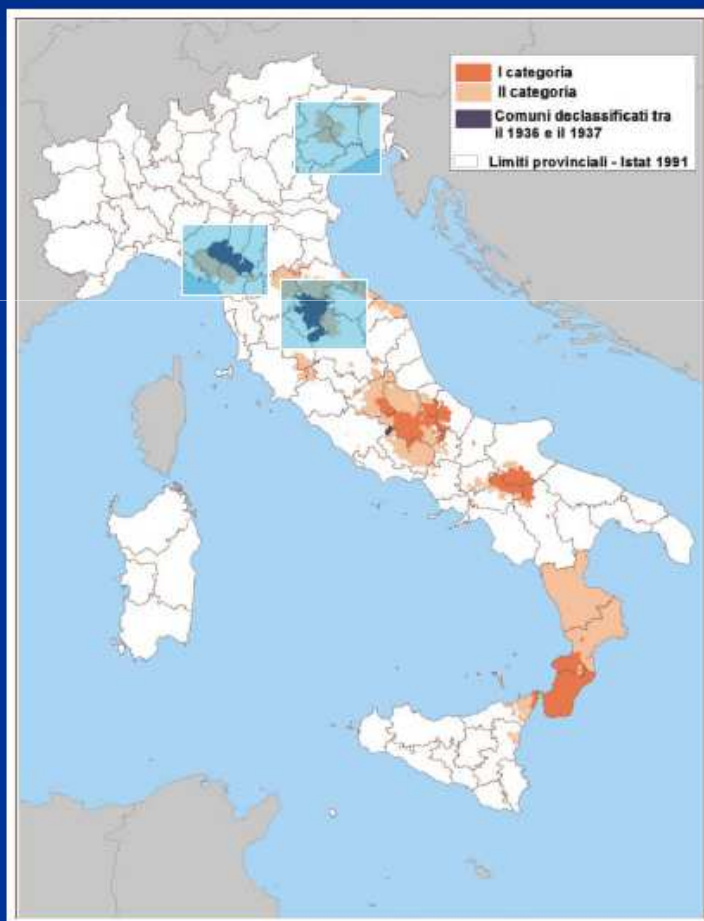 I categoria
II categoria
Comuni declassificati tra
il 1936 e il 1937
Limiti provinciali - Istat 1991